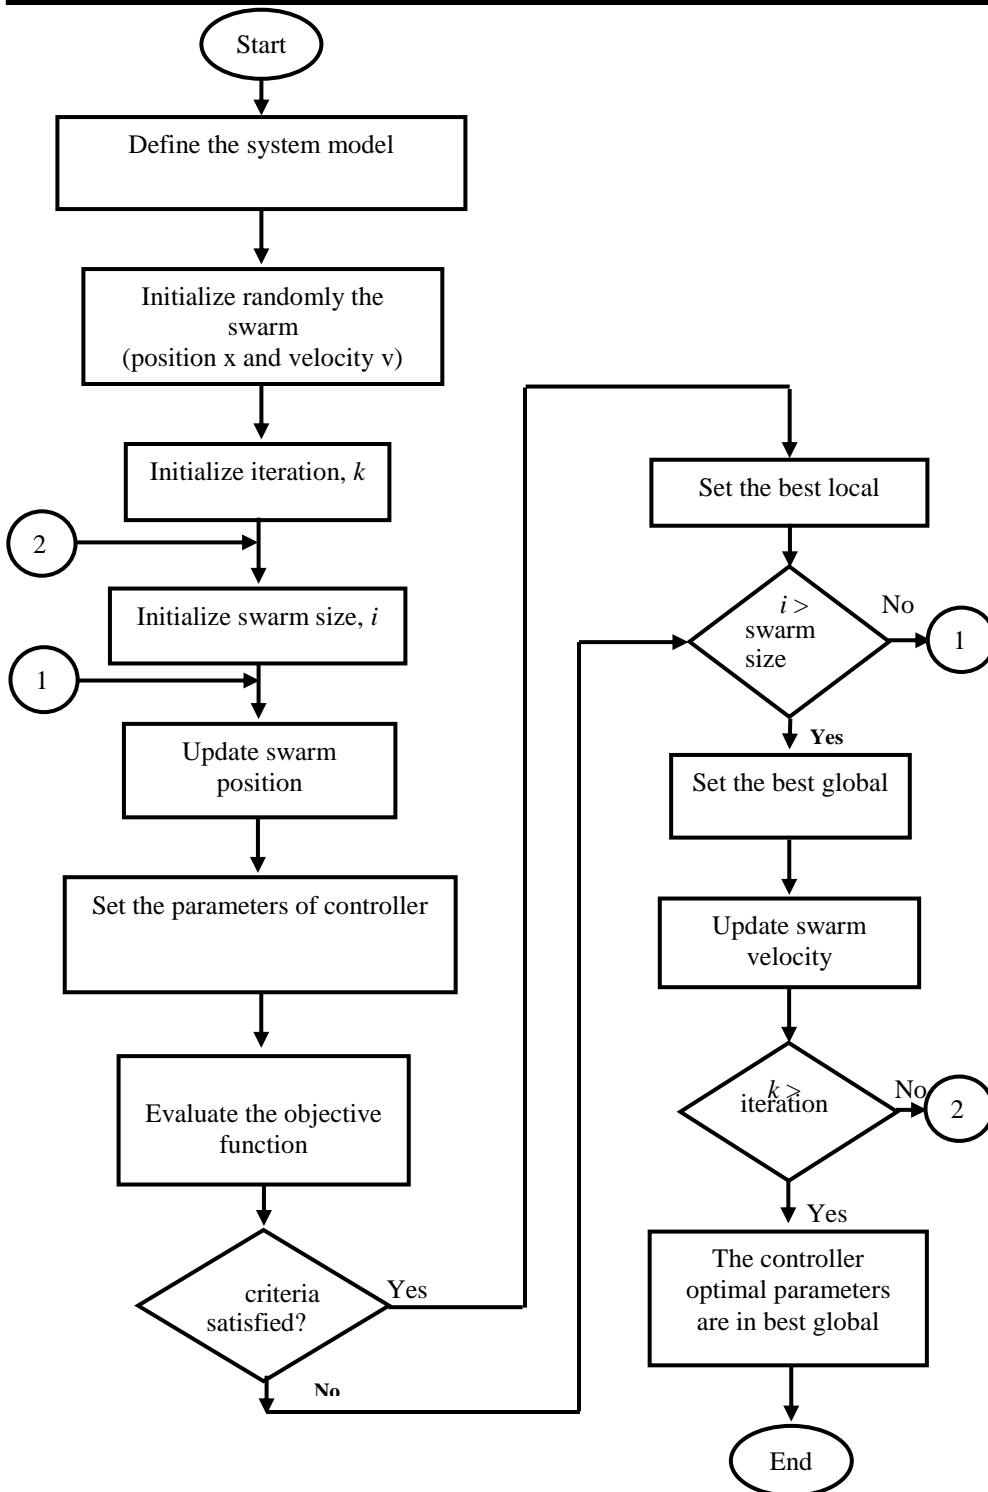 Start
Define the system model
Initialize randomly the
swarm
(position x and velocity v)
Initialize iteration, k
2
Initialize swarm size, i
1
Update swarm
position
Set the parameters of controller
Evaluate the objective
function
criteria
satisfied?
Yes
No
Set the best local
i >
swarm
size
No
1
Yes
Set the best global
Update swarm
velocity
k >
iteration
No
2
Yes
The controller
optimal parameters
are in best global
End